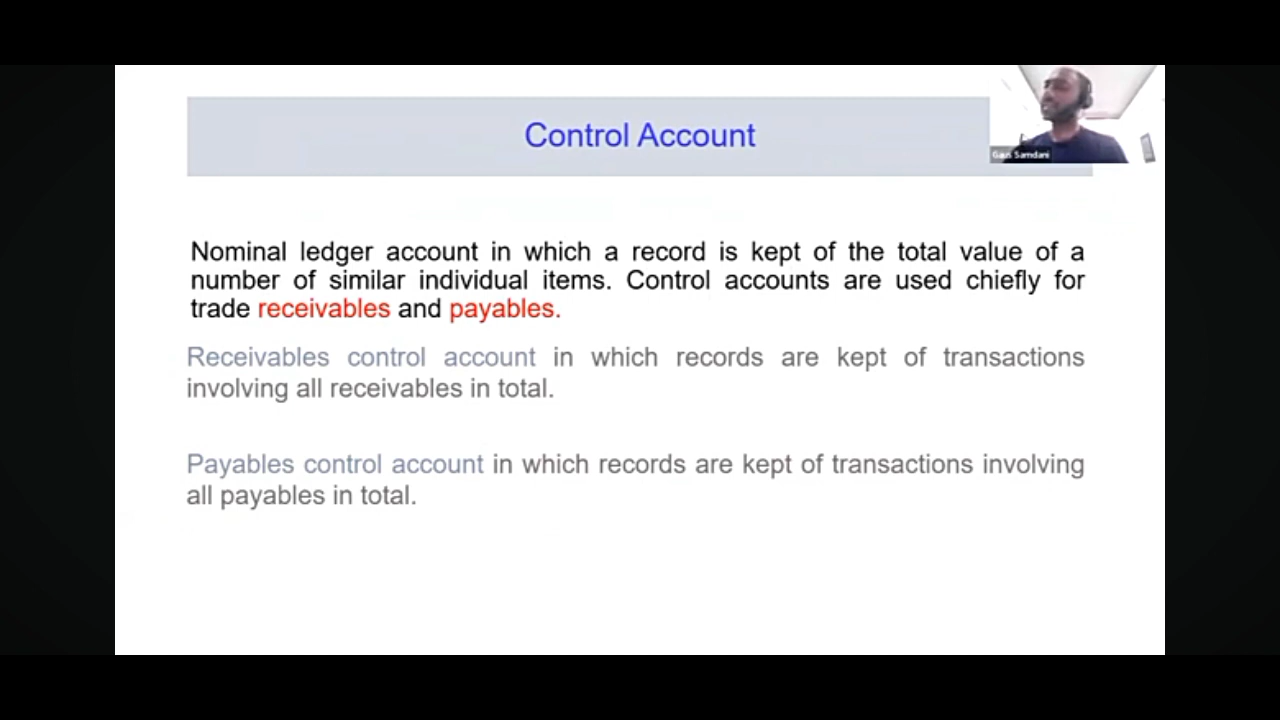 Control Account
Gaus Samdani
Nominal ledger account in which a record is kept of the total value of a
number of similar individual items. Control accounts are used chiefly for
trade receivables and payables.
Receivables control account in which records are kept of transactions
involving all receivables in total.
Payables control account in which records are kept of transactions involving
all payables in total.